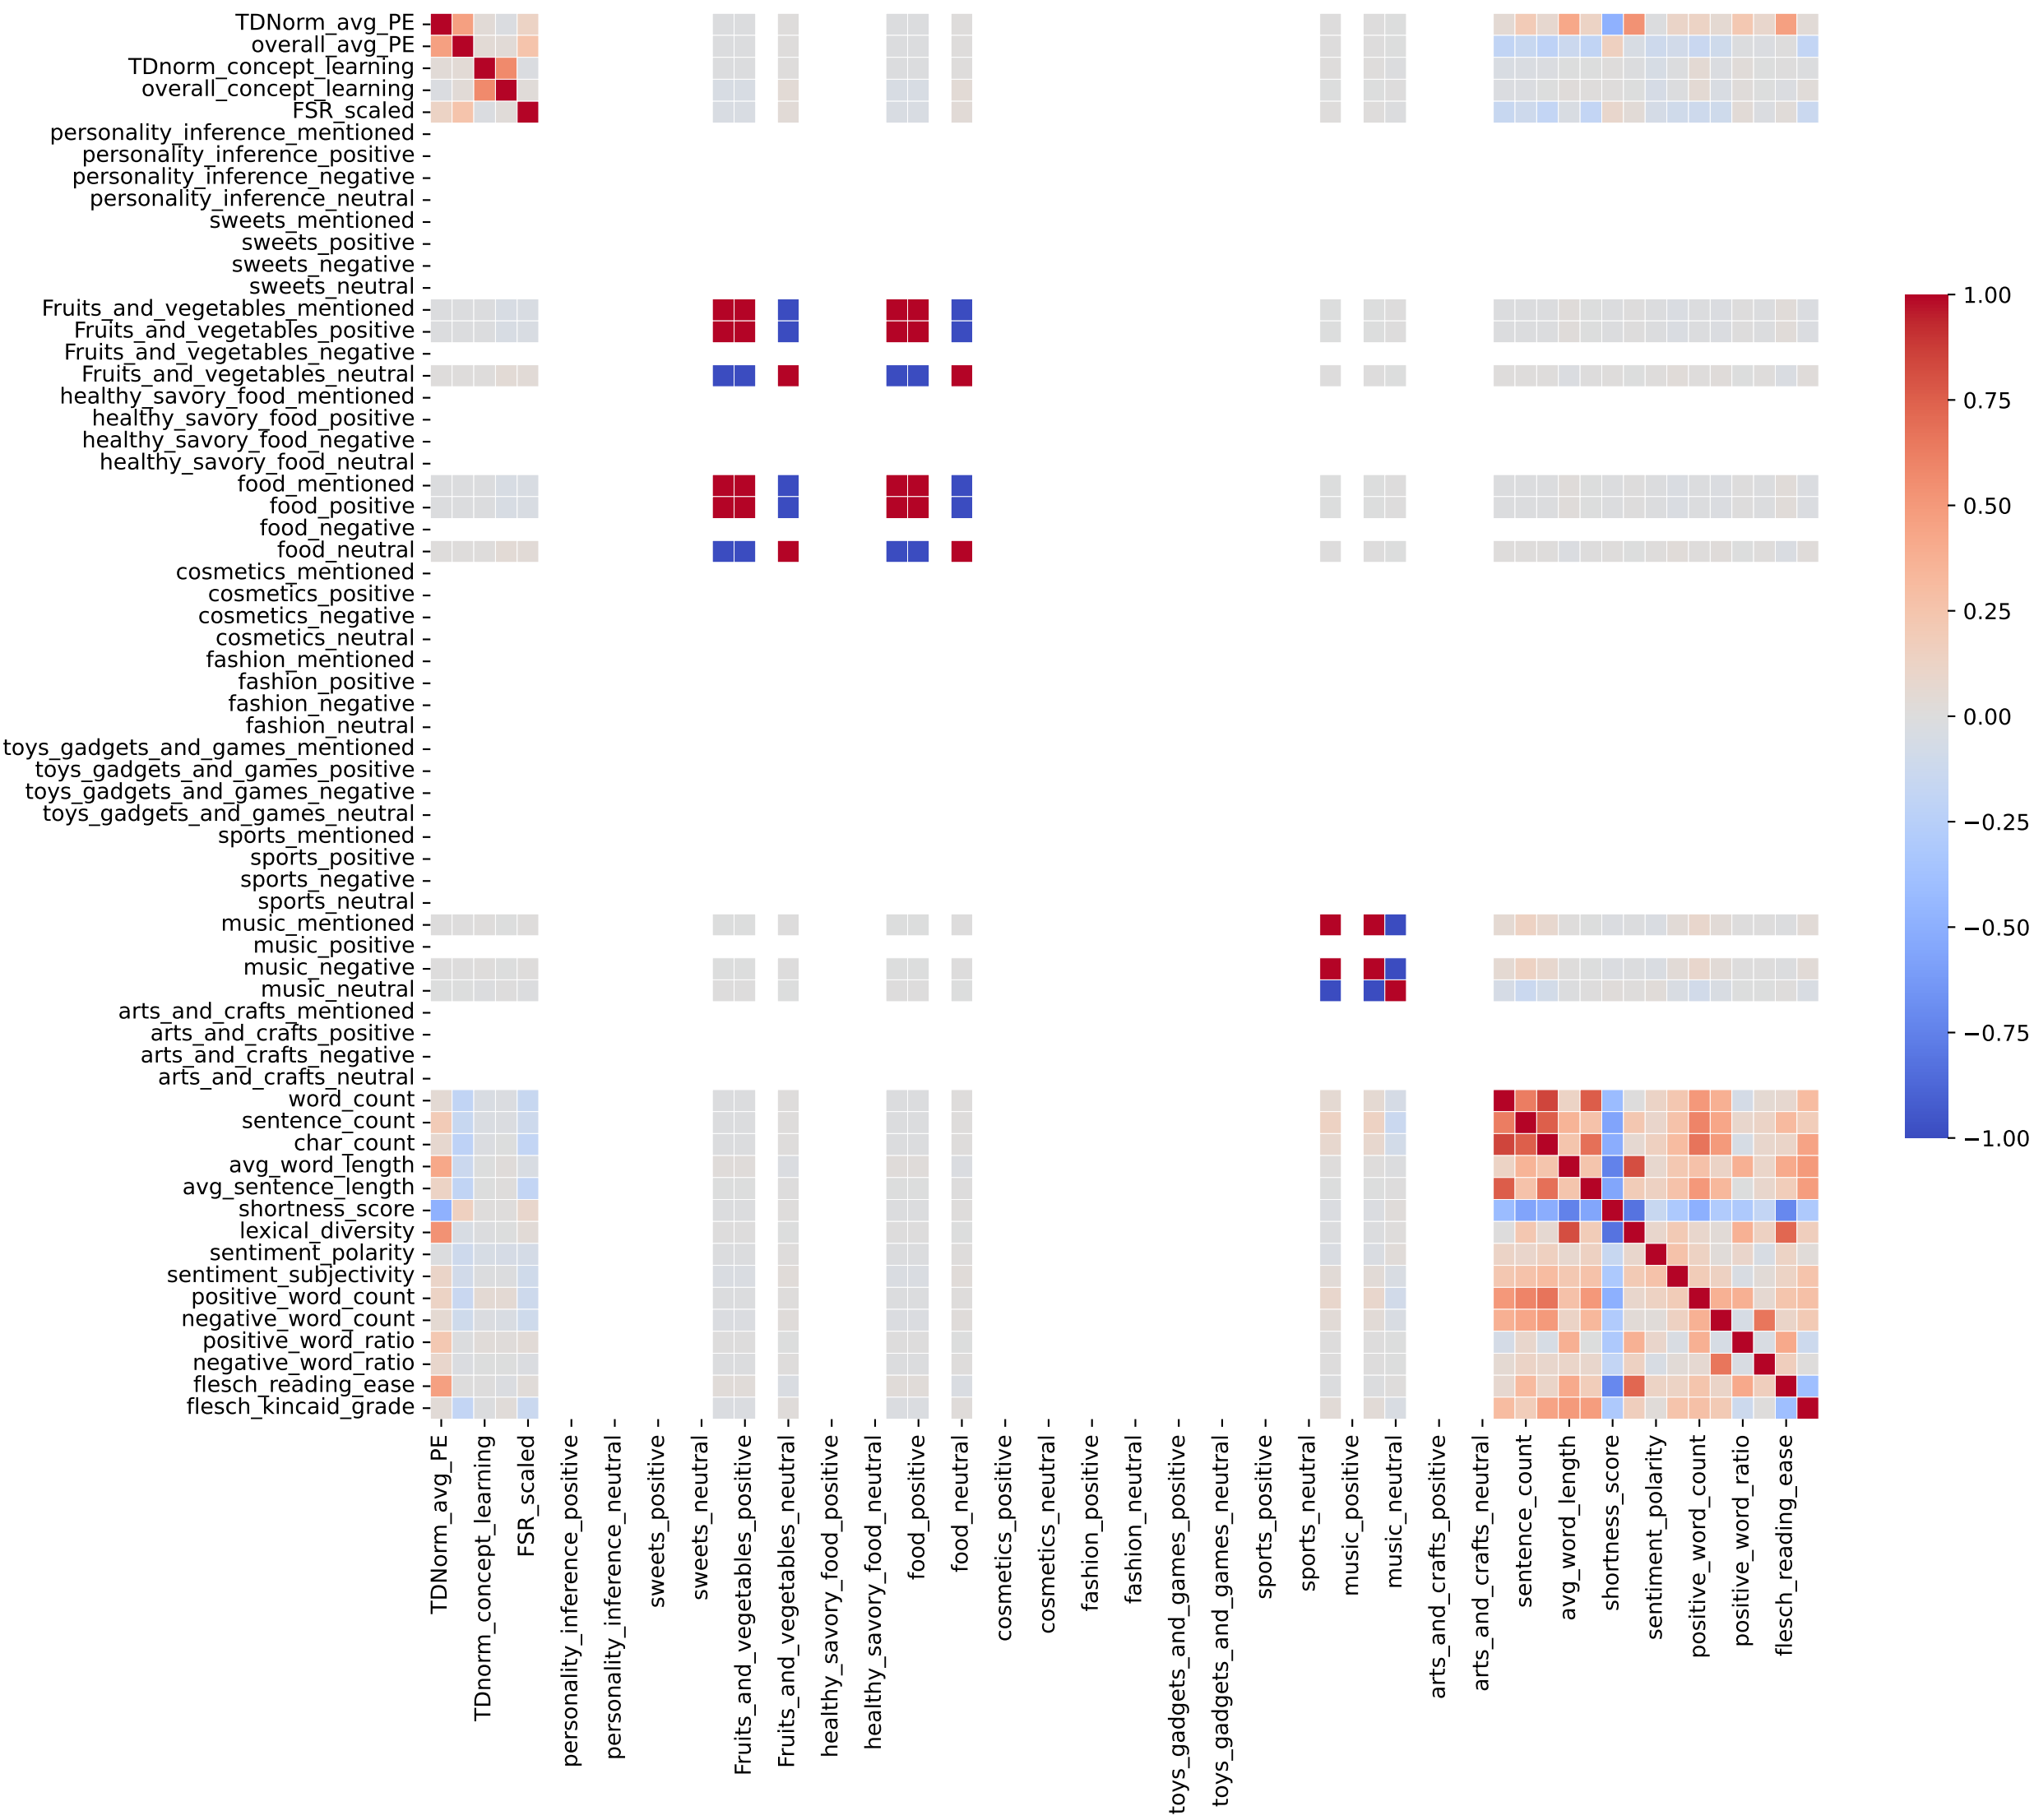 TDNorm_avg_PE
overall_avg_PE
TDnorm_concept_learning
overall_concept_learning
FSR_scaled
personality_inference_mentioned
personality_inference_positive
personality_inference_negative
personality_inference_neutral
sweets_mentioned
sweets_positive
sweets_negative
sweets_neutral
Fruits_and_vegetables_mentioned
Fruits_and_vegetables_positive
Fruits_and_vegetables_negative
Fruits_and_vegetables_neutral
healthy_savory_food_mentioned
healthy_savory_food_positive
healthy_savory_food_negative
healthy_savory_food_neutral
food_mentioned
food_positive
food_negative
food_neutral
cosmetics_mentioned
cosmetics_positive
cosmetics_negative
cosmetics_neutral
fashion_mentioned
fashion_positive
fashion_negative
fashion_neutral
toys_gadgets_and_games_mentioned
toys_gadgets_and_games_positive
toys_gadgets_and_games_negative
toys_gadgets_and_games_neutral
sports_mentioned
sports_positive
sports_negative
sports_neutral
music_mentioned
music_positive
music_negative
music_neutral
arts_and_crafts_mentioned
arts_and_crafts_positive
arts_and_crafts_negative
arts_and_crafts_neutral
word_count
sentence_count
char_count
avg_word_length
avg_sentence_length
shortness_score
lexical_diversity
sentiment_polarity
sentiment_subjectivity
positive_word_count
negative_word_count
positive_word_ratio
negative_word_ratio
flesch_reading_ease
flesch_kincaid_grade
TDNorm_avg_PE
TDnorm_concept_learning
FSR_scaled
personality_inference_positive
personality_inference_neutral
sweets_positive
sweets_neutral
Fruits_and_vegetables_positive
Fruits_and_vegetables_neutral
healthy_savory_food_positive
healthy_savory_food_neutral
food_positive
food_neutral
cosmetics_positive
cosmetics_neutral
fashion_positive
fashion_neutral
toys_gadgets_and_games_positive
toys_gadgets_and_games_neutral
sports_positive
sports_neutral
music_positive
music_neutral
arts_and_crafts_positive
arts_and_crafts_neutral
sentence_count
avg_word_length
shortness_score
sentiment_polarity
positive_word_count
positive_word_ratio
flesch_reading_ease
1.00
0.75
0.50
0.25
0.00
−0.25
−0.50
−0.75
−1.00